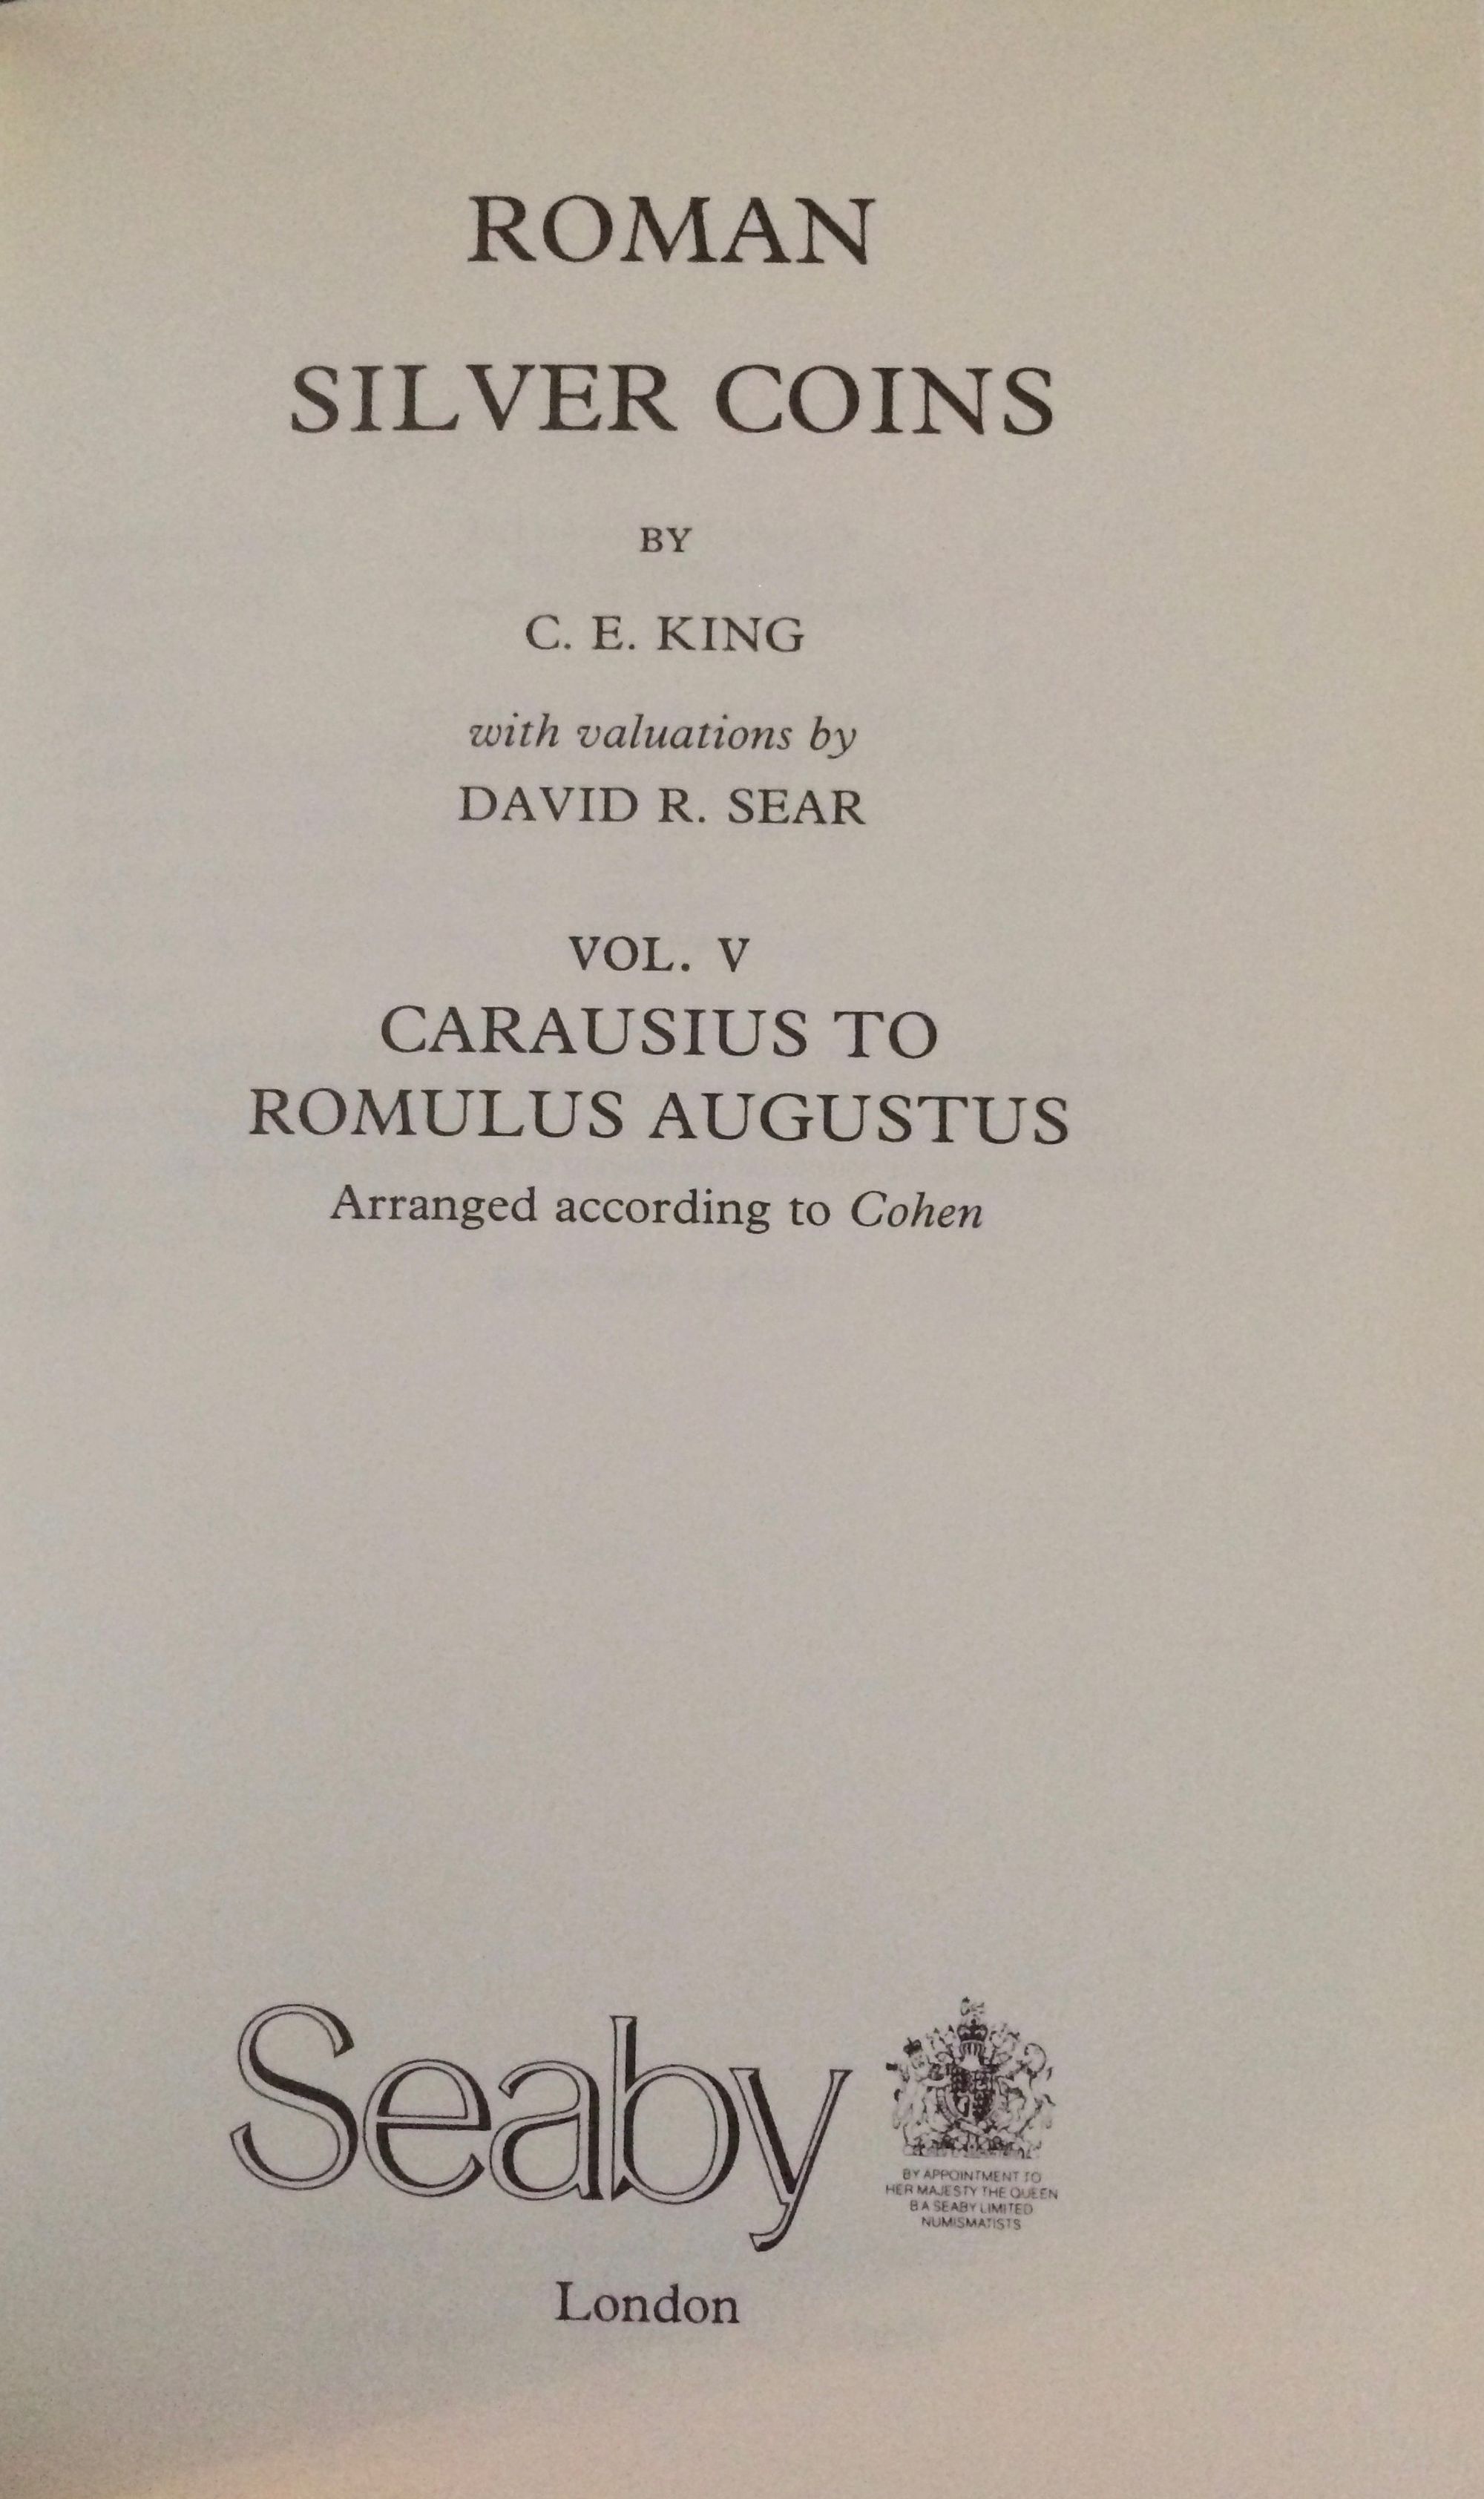 ROMAN
SILVER COINS
BY
C. E. KING
with valuations by
DAVID R. SEAR
VOL. V
CARAUSIUS TO
ROMULUS AUGUSTUS
Arranged according to Cohen
Seaby
BY APPOINTMENT TO
HER MAJESTY THE QUEEN
B A SEABY LIMITED
NUMISMATISTS
London